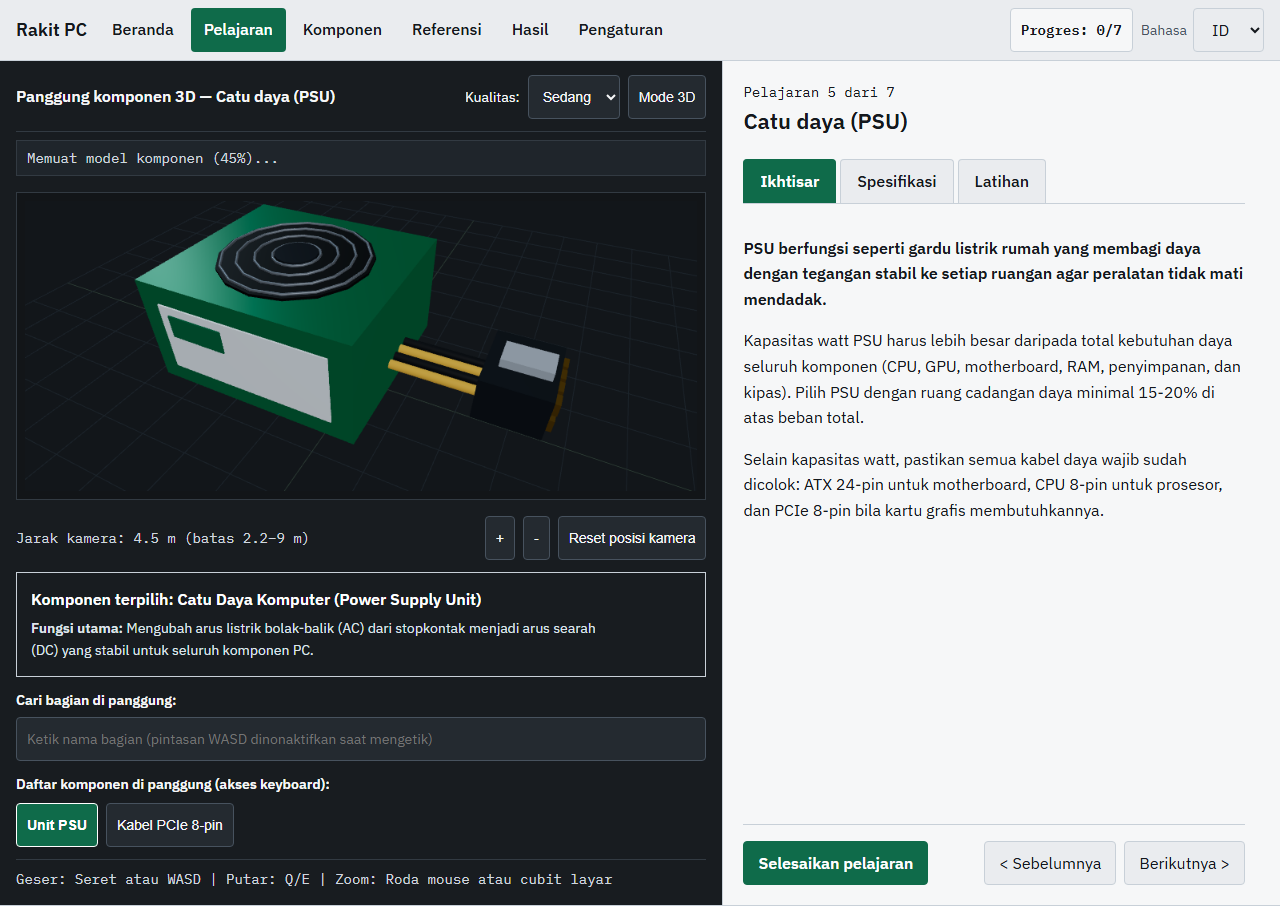 Rakit PC
Beranda
Pelajaran
Komponen
Referensi
Hasil
Pengaturan
Progres: 0/7
Bahasa
ID
Panggung komponen 3D — Catu daya (PSU)
Kualitas:
Sedang
Mode 3D
Memuat model komponen (45%)...
Jarak kamera: 4.5 m (batas 2.2–9 m)
+
-
Reset posisi kamera
Komponen terpilih: Catu Daya Komputer (Power Supply Unit)
Fungsi utama: Mengubah arus listrik bolak-balik (AC) dari stopkontak menjadi arus searah
(DC) yang stabil untuk seluruh komponen PC.
Cari bagian di panggung:
Ketik nama bagian (pintasan WASD dinonaktifkan saat mengetik)
Daftar komponen di panggung (akses keyboard):
Unit PSU
Kabel PCIe 8-pin
Geser: Seret atau WASD | Putar: Q/E | Zoom: Roda mouse atau cubit layar
Pelajaran 5 dari 7
Catu daya (PSU)
Ikhtisar
Spesifikasi
Latihan
PSU berfungsi seperti gardu listrik rumah yang membagi daya
dengan tegangan stabil ke setiap ruangan agar peralatan tidak mati
mendadak.
Kapasitas watt PSU harus lebih besar daripada total kebutuhan daya
seluruh komponen (CPU, GPU, motherboard, RAM, penyimpanan, dan
kipas). Pilih PSU dengan ruang cadangan daya minimal 15-20% di
atas beban total.
Selain kapasitas watt, pastikan semua kabel daya wajib sudah
dicolok: ATX 24-pin untuk motherboard, CPU 8-pin untuk prosesor,
dan PCIe 8-pin bila kartu grafis membutuhkannya.
Selesaikan pelajaran
< Sebelumnya
Berikutnya >